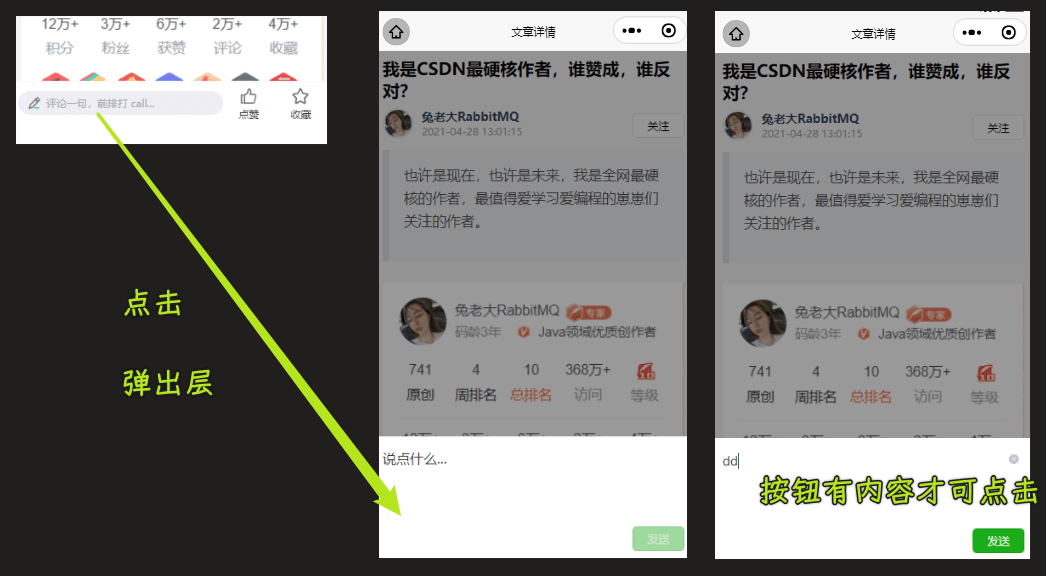 12万+ 3万+ 6万+ 2万+ 4万+
积分 粉丝 获赞 评论 收藏
评论一句，前排打 call...
点赞 收藏
点击
弹出层
文章详情
我是CSDN最硬核作者，谁赞成，谁反
对？
兔老大RabbitMQ
2021-04-28 13:01:15
关注
也许是现在，也许是未来，我是全网最硬
核的作者，最值得爱学习爱编程的崽崽们
关注的作者。
兔老大RabbitMQ 专家
码龄3年 Java领域优质创作者
741 4 10 368万+
原创 周排名 总排名 访问 等级
说点什么...
发送
文章详情
我是CSDN最硬核作者，谁赞成，谁反
对？
兔老大RabbitMQ
2021-04-28 13:01:15
关注
也许是现在，也许是未来，我是全网最硬
核的作者，最值得爱学习爱编程的崽崽们
关注的作者。
兔老大RabbitMQ 专家
码龄3年 Java领域优质创作者
741 4 10 368万+
原创 周排名 总排名 访问 等级
dd
按钮有内容才可点击
发送